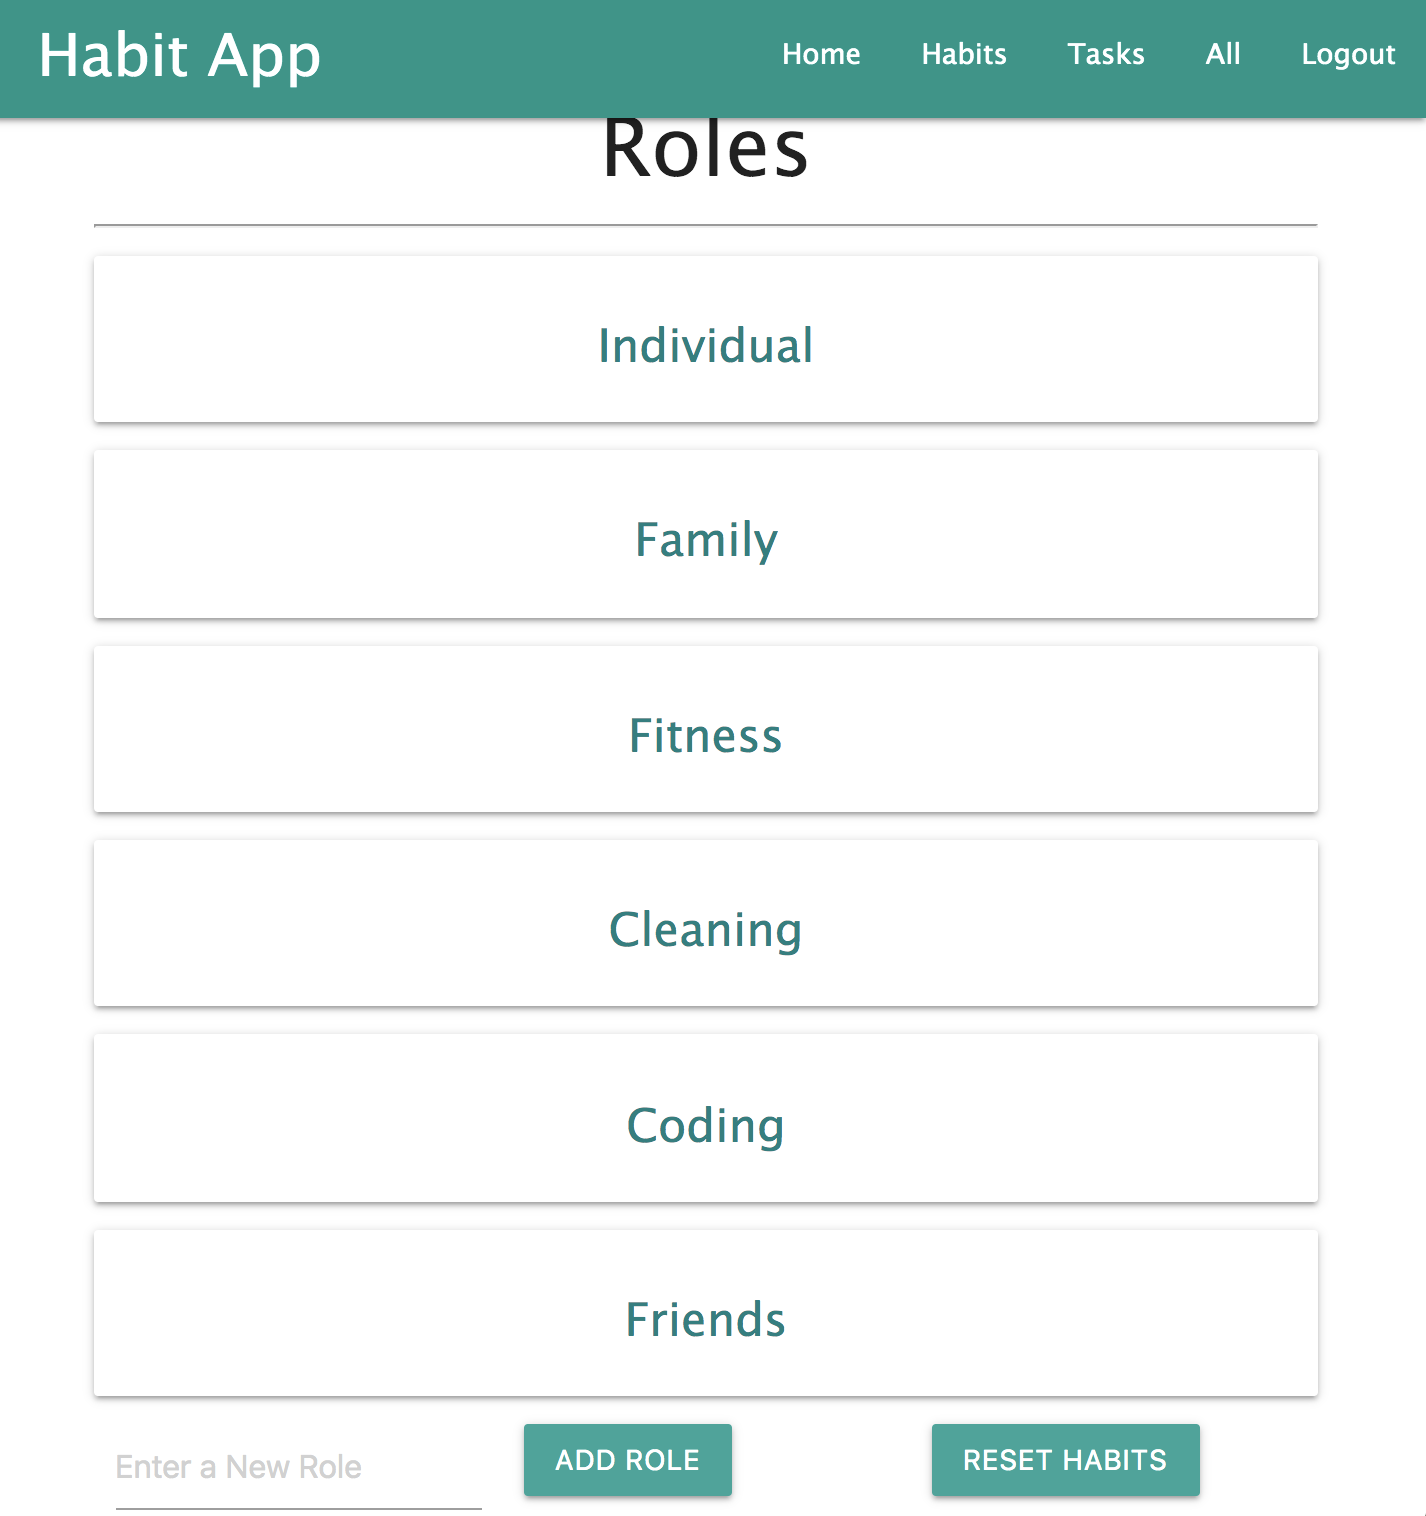 Habit App Home Habits Tasks All Logout
Roles
Individual
Family
Fitness
Cleaning
Coding
Friends
Enter a New Role ADD ROLE RESET HABITS